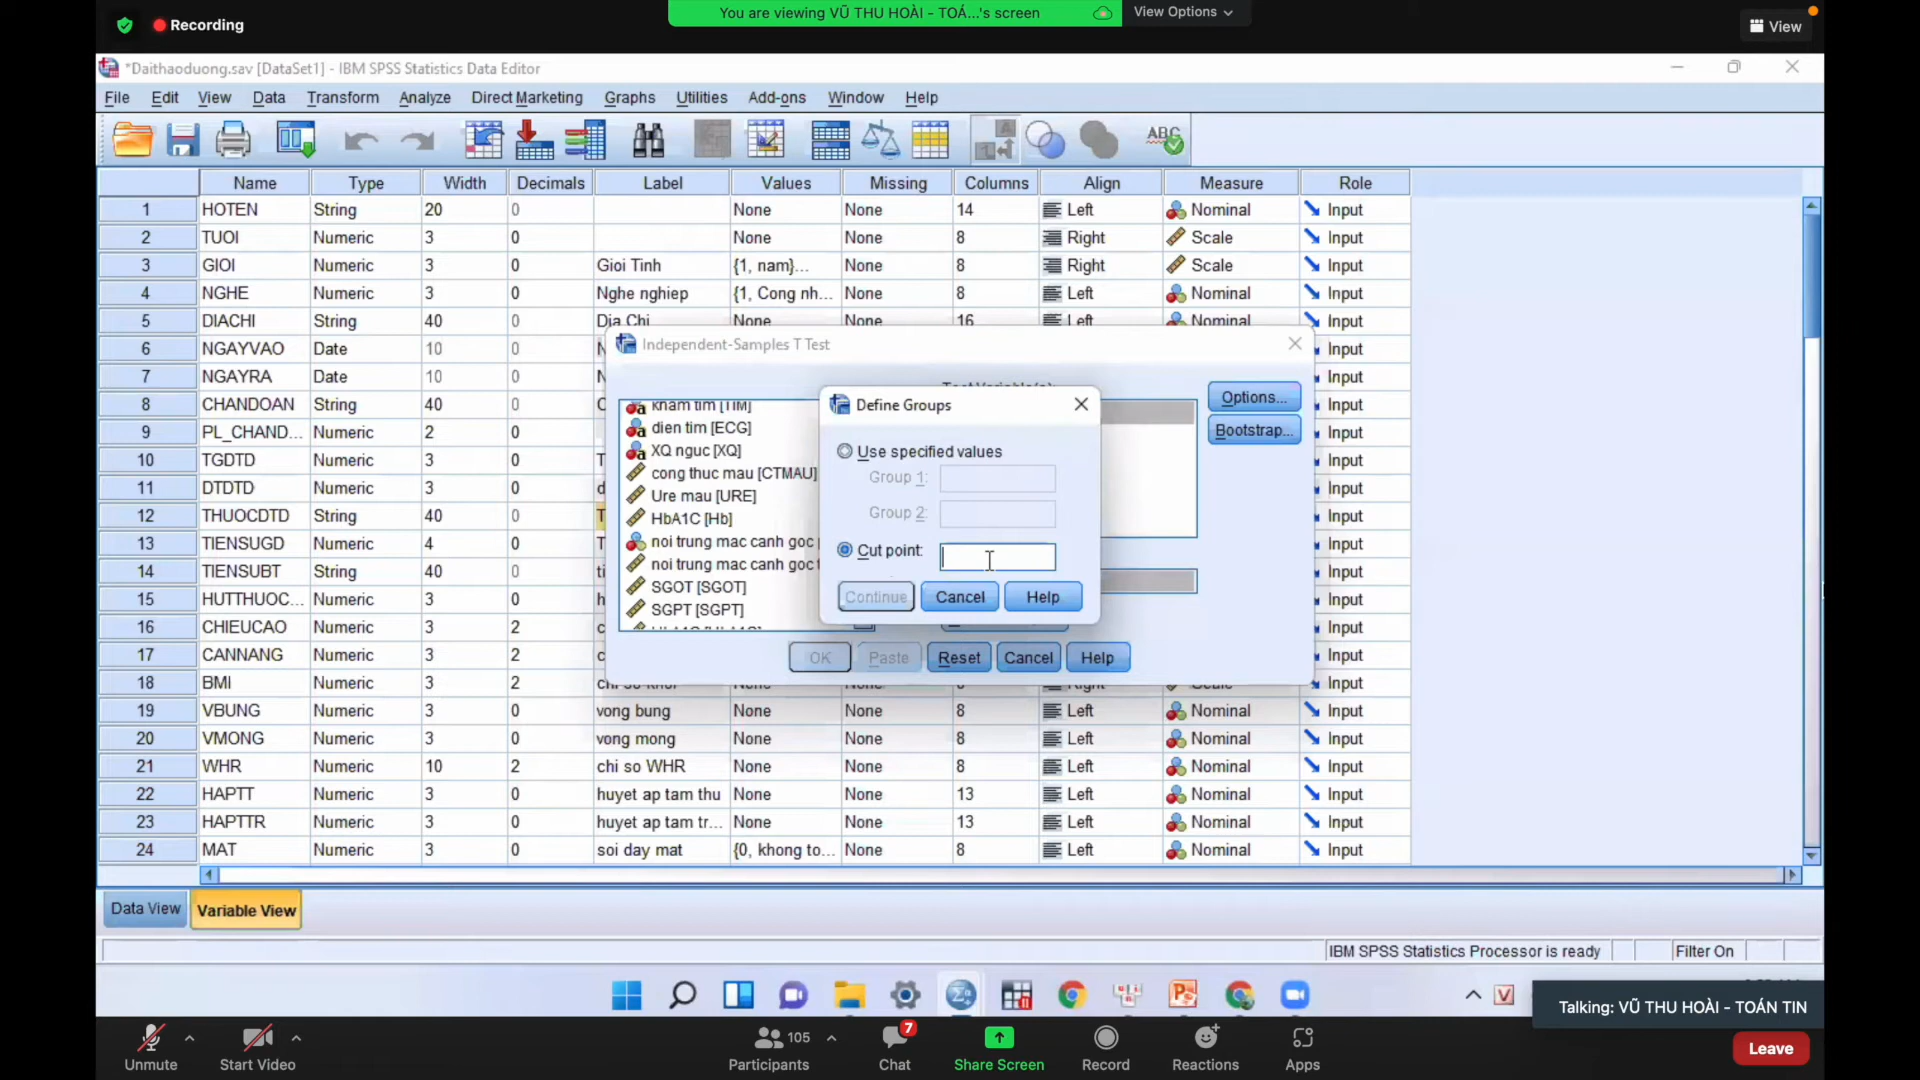 Recording
You are viewing VŨ THU HOÀI - TOÁ...'s screen
View Options
View
*Daithaoduong.sav [DataSet1] - IBM SPSS Statistics Data Editor
File Edit View Data Transform Analyze Direct Marketing Graphs Utilities Add-ons Window Help
ABC
Name Type Width Decimals Label Values Missing Columns Align Measure Role
1 HOTEN String 20 0 None None 14 Left Nominal Input
2 TUOI Numeric 3 0 None None 8 Right Scale Input
3 GIOI Numeric 3 0 Gioi Tinh {1, nam}... None 8 Right Scale Input
4 NGHE Numeric 3 0 Nghe nghiep {1, Cong nh... None 8 Left Nominal Input
5 DIACHI String 40 0 Dia Chi None None 16 Left Nominal Input
6 NGAYVAO Date 10 0 N Input
7 NGAYRA Date 10 0 N Input
8 CHANDOAN String 40 0 C Input
9 PL_CHAND... Numeric 2 0 Input
10 TGDTD Numeric 3 0 T Input
11 DTDTD Numeric 3 0 d Input
12 THUOCDTD String 40 0 T Input
13 TIENSUGD Numeric 4 0 T Input
14 TIENSUBT String 40 0 ti Input
15 HUTTHUOC... Numeric 3 0 h Input
16 CHIEUCAO Numeric 3 2 c Input
17 CANNANG Numeric 3 2 c Input
18 BMI Numeric 3 2 chi so khoi None None 8 Right Scale Input
19 VBUNG Numeric 3 0 vong bung None None 8 Left Nominal Input
20 VMONG Numeric 3 0 vong mong None None 8 Left Nominal Input
21 WHR Numeric 10 2 chi so WHR None None 8 Left Nominal Input
22 HAPTT Numeric 3 0 huyet ap tam thu None None 13 Left Nominal Input
23 HAPTTR Numeric 3 0 huyet ap tam tr... None None 13 Left Nominal Input
24 MAT Numeric 3 0 soi day mat {0, khong to... None 8 Left Nominal Input
Independent-Samples T Test
Test Variable(s):
kham tim [TIM]
dien tim [ECG]
XQ nguc [XQ]
cong thuc mau [CTMAU]
Ure mau [URE]
HbA1C [Hb]
noi trung mac canh goc
noi trung mac canh goc
SGOT [SGOT]
SGPT [SGPT]
Options...
Bootstrap...
OK Paste Reset Cancel Help
Define Groups
Use specified values
Group 1:
Group 2:
Cut point:
Continue Cancel Help
Data View Variable View
IBM SPSS Statistics Processor is ready Filter On
Talking: VŨ THU HOÀI - TOÁN TIN
Unmute
Start Video
105
Participants
7
Chat
Share Screen
Record
Reactions
Apps
Leave